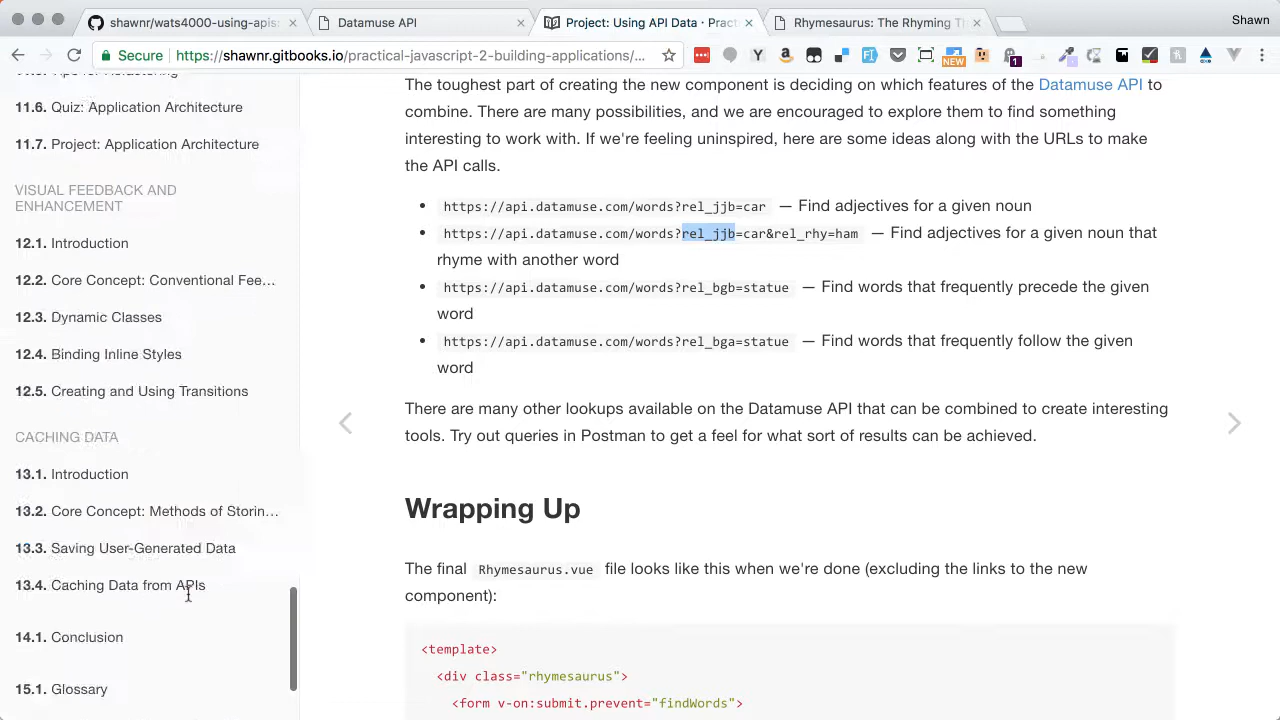 shawnr/wats4000-using-apis
Datamuse API
Project: Using API Data · Prac
Rhymesaurus: The Rhyming T
Shawn
Secure
https://shawnr.gitbooks.io/practical-javascript-2-building-applications/...
NEW
1
11.6. Quiz: Application Architecture
11.7. Project: Application Architecture
VISUAL FEEDBACK AND
ENHANCEMENT
12.1. Introduction
12.2. Core Concept: Conventional Fee...
12.3. Dynamic Classes
12.4. Binding Inline Styles
12.5. Creating and Using Transitions
CACHING DATA
13.1. Introduction
13.2. Core Concept: Methods of Storin...
13.3. Saving User-Generated Data
13.4. Caching Data from APIs
14.1. Conclusion
15.1. Glossary
The toughest part of creating the new component is deciding on which features of the Datamuse API to
combine. There are many possibilities, and we are encouraged to explore them to find something
interesting to work with. If we're feeling uninspired, here are some ideas along with the URLs to make
the API calls.
• https://api.datamuse.com/words?rel_jjb=car — Find adjectives for a given noun
• https://api.datamuse.com/words?rel_jjb=car&rel_rhy=ham — Find adjectives for a given noun that
rhyme with another word
• https://api.datamuse.com/words?rel_bgb=statue — Find words that frequently precede the given
word
• https://api.datamuse.com/words?rel_bga=statue — Find words that frequently follow the given
word
There are many other lookups available on the Datamuse API that can be combined to create interesting
tools. Try out queries in Postman to get a feel for what sort of results can be achieved.
Wrapping Up
The final Rhymesaurus.vue file looks like this when we're done (excluding the links to the new
component):
<template>
<div class="rhymesaurus">
<form v-on:submit.prevent="findWords">